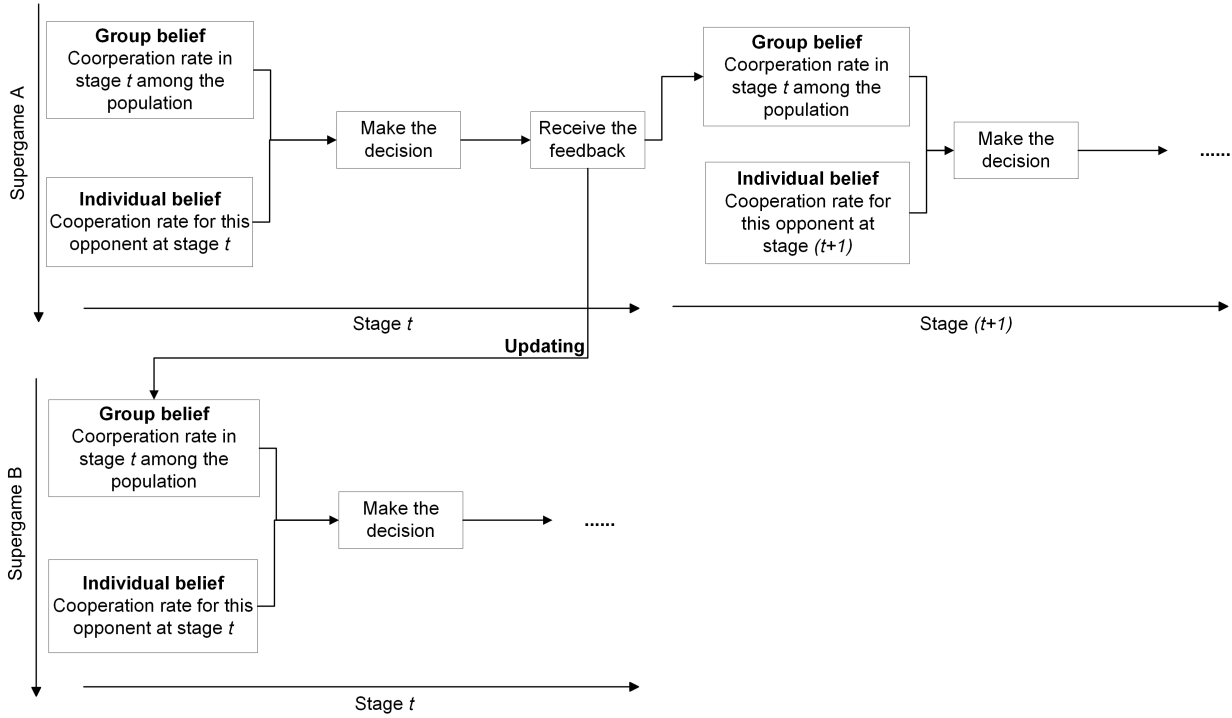 Supergame A
Group belief
Coorperation rate in
stage t among the
population
Individual belief
Cooperation rate for this
opponent at stage t
Make the
decision
Receive the
feedback
Stage t
Group belief
Coorperation rate in
stage t among the
population
Individual belief
Cooperation rate for
this opponent at
stage (t+1)
Make the
decision
......
Stage (t+1)
Updating
Supergame B
Group belief
Coorperation rate in
stage t among the
population
Individual belief
Cooperation rate for this
opponent at stage t
Make the
decision
......
Stage t